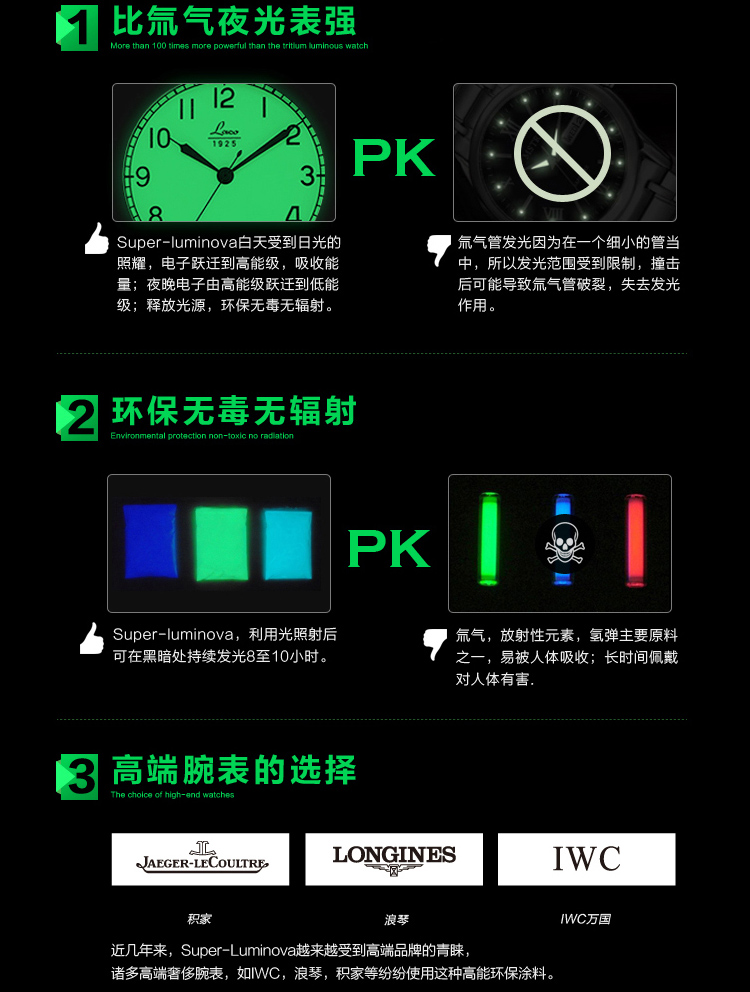 1 比氚气夜光表强
More than 100 times more powerful than the tritium luminous watch
12
11
1
10
2
9
3
8
4
Laco
1925
PK
Super-luminova白天受到日光的
照耀，电子跃迁到高能级，吸收能
量；夜晚电子由高能级跃迁到低能
级；释放光源，环保无毒无辐射。
氚气管发光因为在一个细小的管当
中，所以发光范围受到限制，撞击
后可能导致氚气管破裂，失去发光
作用。
2 环保无毒无辐射
Environmental protection non-toxic no radiation
PK
Super-luminova，利用光照射后
可在黑暗处持续发光8至10小时。
氚气，放射性元素，氢弹主要原料
之一，易被人体吸收；长时间佩戴
对人体有害.
3 高端腕表的选择
The choice of high-end watches
JAEGER-LECOULTRE
LONGINES
IWC
积家
浪琴
IWC万国
近几年来，Super-Luminova越来越受到高端品牌的青睐，
诸多高端奢侈腕表，如IWC，浪琴，积家等纷纷使用这种高能环保涂料。